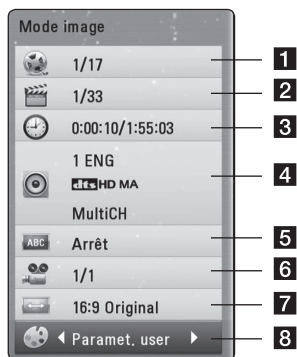 Mode image
1/17 1
1/33 2
0:00:10/1:55:03 3
1 ENG
dts HD MA 4
MultiCH
ABC Arrêt 5
1/1 6
16:9 Original 7
Paramet. user 8